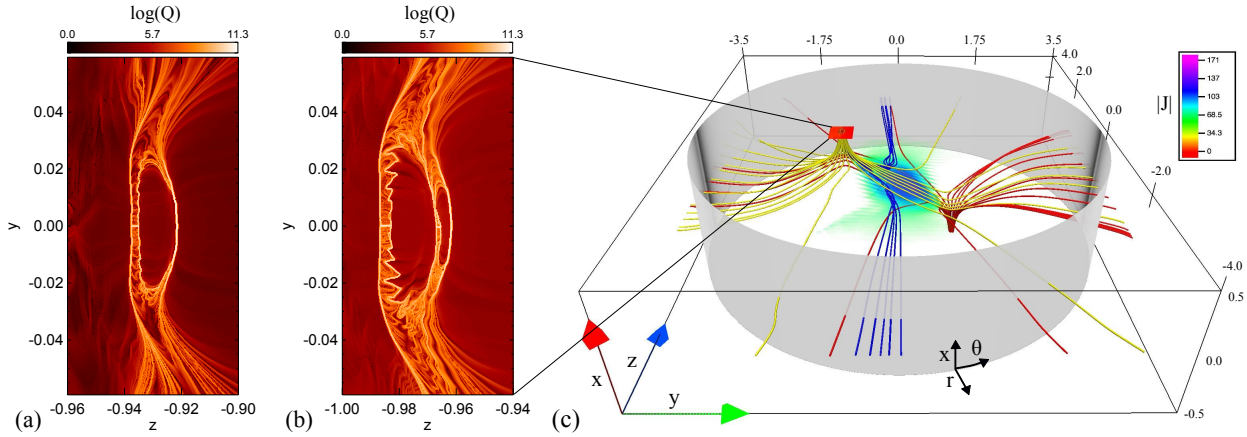 log(Q)
0.0 5.7 11.3
y
0.04
0.02
0.00
-0.02
-0.04
-0.96 -0.94 -0.92 -0.90
z
(a)
log(Q)
0.0 5.7 11.3
0.04
0.02
0.00
-0.02
-0.04
y
-1.00 -0.98 -0.96 -0.94
z
(b)
-3.5 -1.75 0.0 1.75 3.5
4.0
2.0
0.0
-2.0
-4.0
0.5
0.0
-0.5
|J|
171
137
103
68.5
34.3
0
x
z
y
x θ
r
(c)